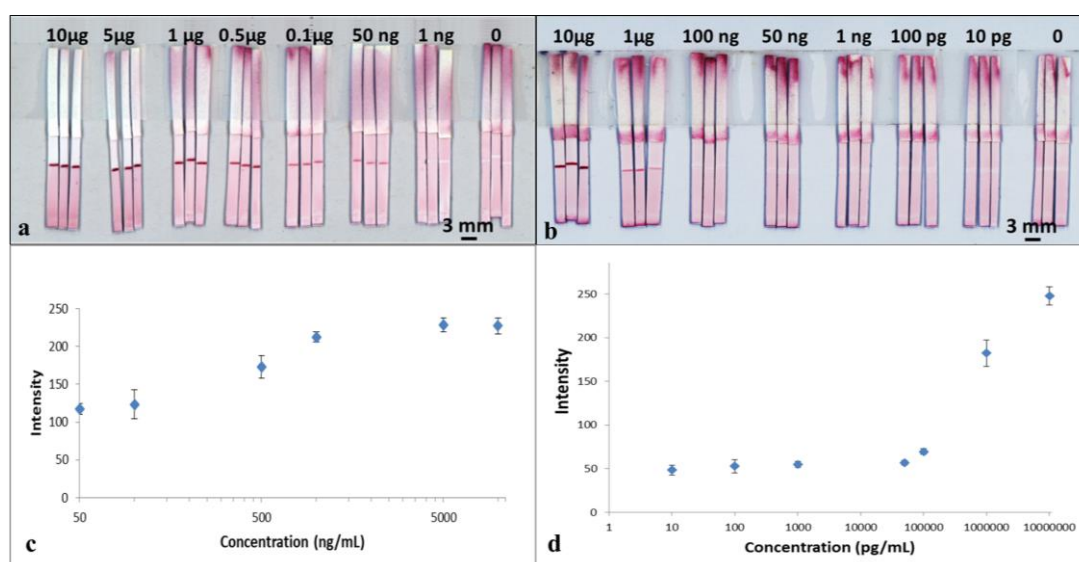 10µg 5µg 1 µg 0.5µg 0.1µg 50 ng 1 ng 0
3 mm
a
10µg 1µg 100 ng 50 ng 1 ng 100 pg 10 pg 0
3 mm
b
250
200
150
100
50
0
50 500 5000
Intensity
Concentration (ng/mL)
c
250
200
150
100
50
0
1 10 100 1000 10000 100000 1000000 10000000
Intensity
Concentration (pg/mL)
d